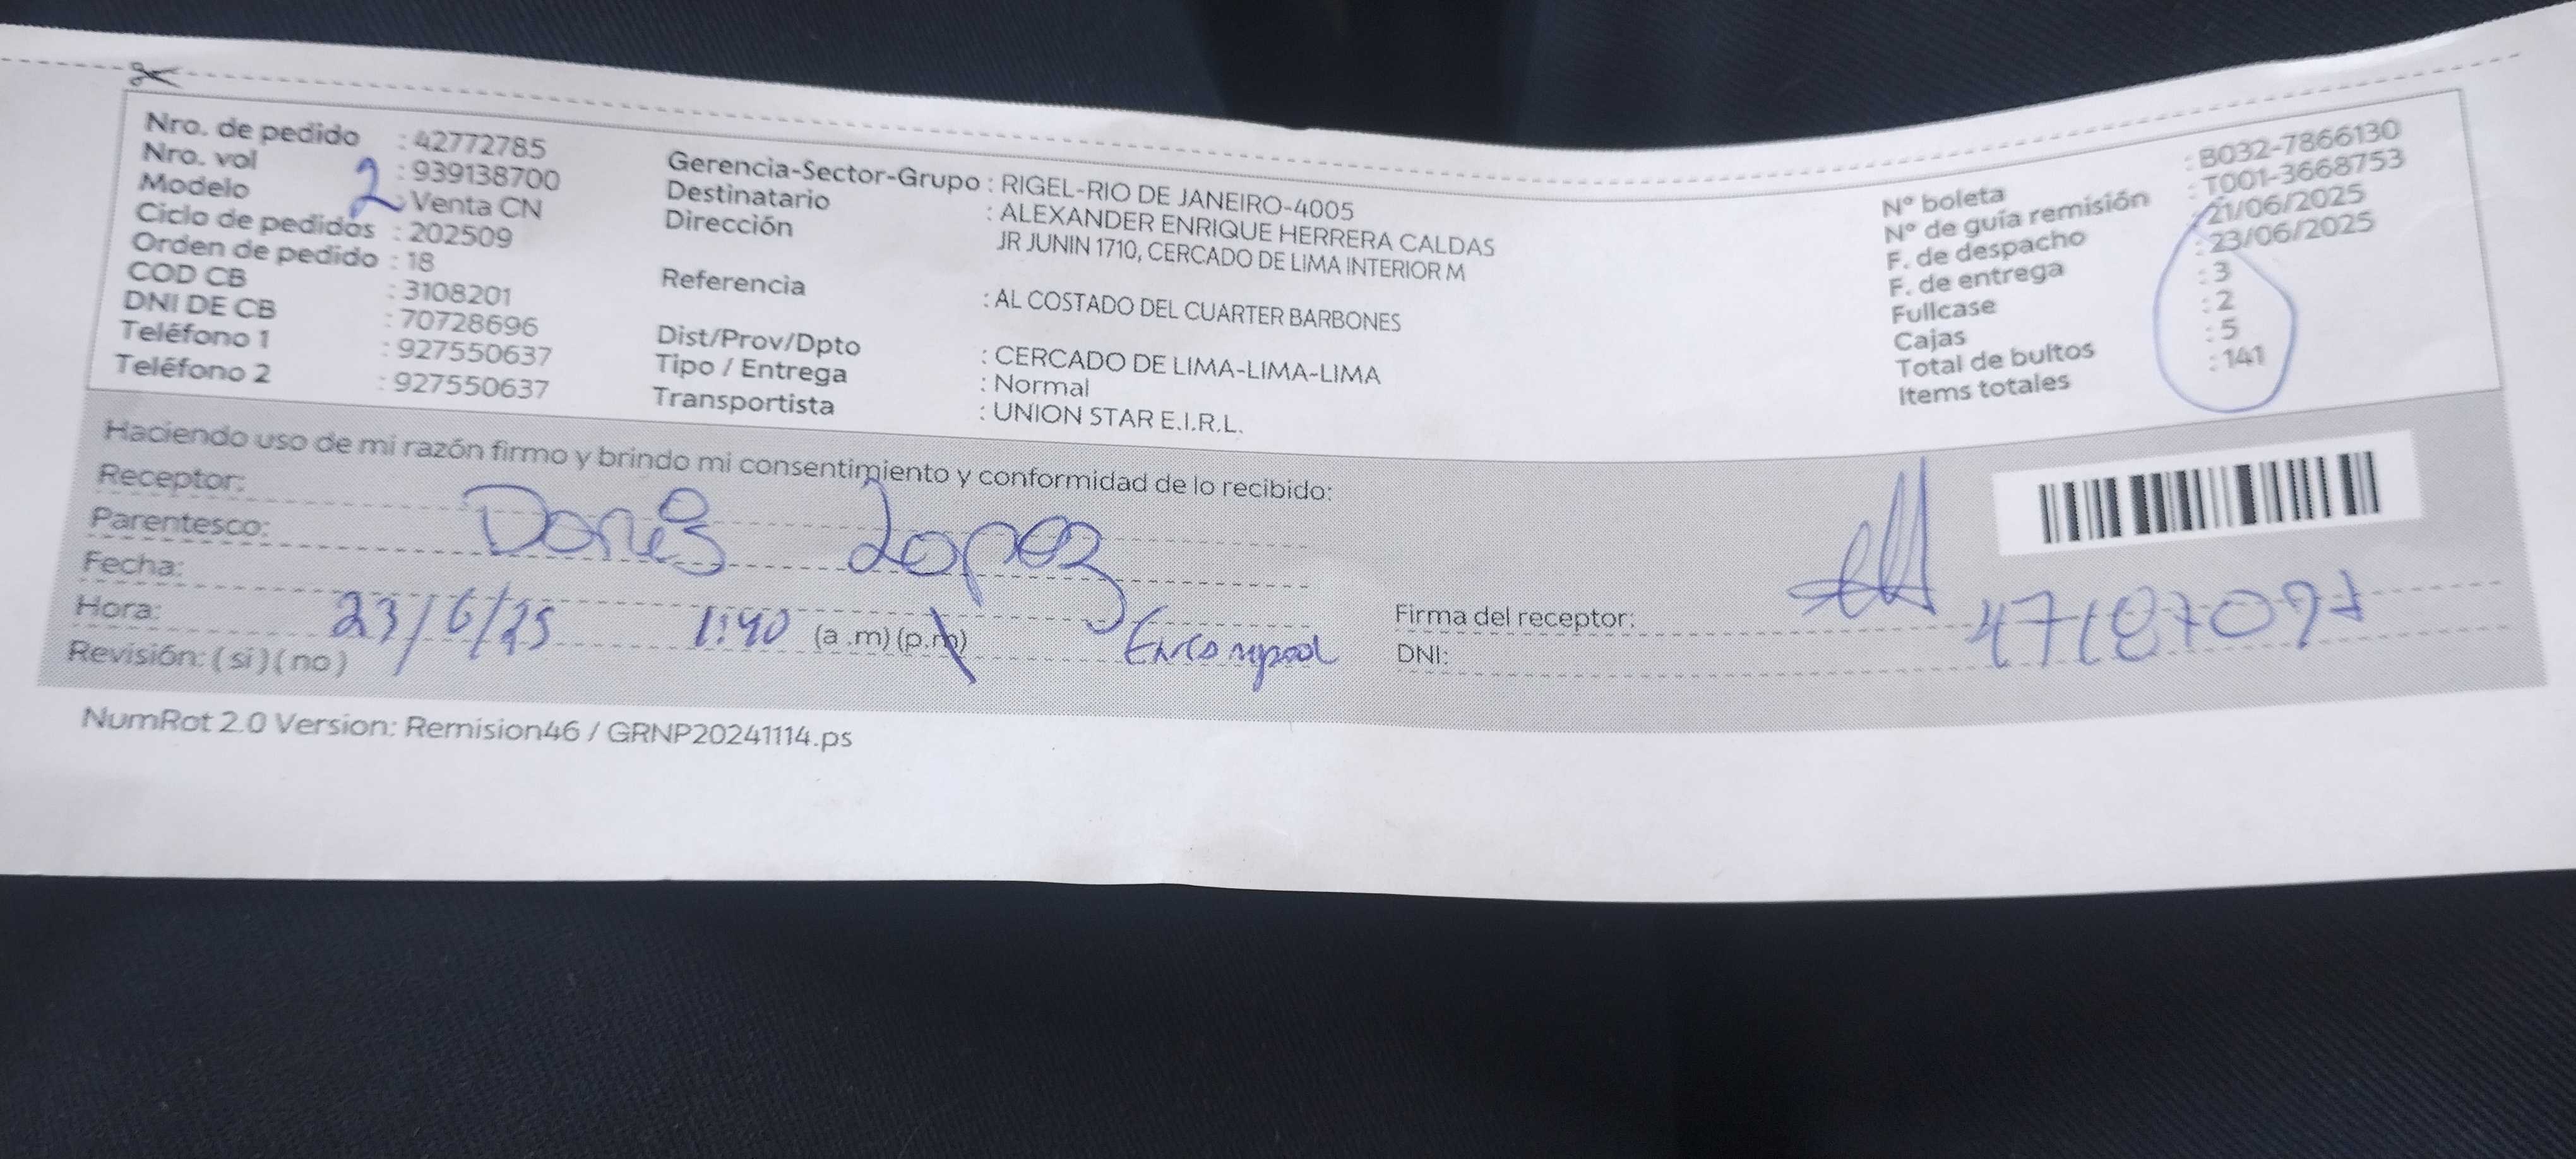 Nro. de pedido : 42772785
Nro. vol : 939138700
2
Modelo : Venta CN
Ciclo de pedidos : 202509
Orden de pedido : 18
COD CB : 3108201
DNI DE CB : 70728696
Teléfono 1 : 927550637
Teléfono 2 : 927550637
Gerencia-Sector-Grupo : RIGEL-RIO DE JANEIRO-4005
Destinatario : ALEXANDER ENRIQUE HERRERA CALDAS
Dirección JR JUNIN 1710, CERCADO DE LIMA INTERIOR M
Referencia : AL COSTADO DEL CUARTER BARBONES
Dist/Prov/Dpto : CERCADO DE LIMA-LIMA-LIMA
Tipo / Entrega : Normal
Transportista : UNION STAR E.I.R.L.
N° boleta : B032-7866130
N° de guía remisión : T001-3668753
F. de despacho : 21/06/2025
F. de entrega : 23/06/2025
Fullcase : 3
Cajas : 2
Total de bultos : 5
Items totales : 141
Haciendo uso de mi razón firmo y brindo mi consentimiento y conformidad de lo recibido:
Receptor:
Parentesco: Lopez
Fecha:
Hora: 23/6/25 1:40 (a .m) (p.m)
Revisión: ( si ) ( no )
Firma del receptor:
DNI:
NumRot 2.0 Version: Remision46 / GRNP20241114.ps